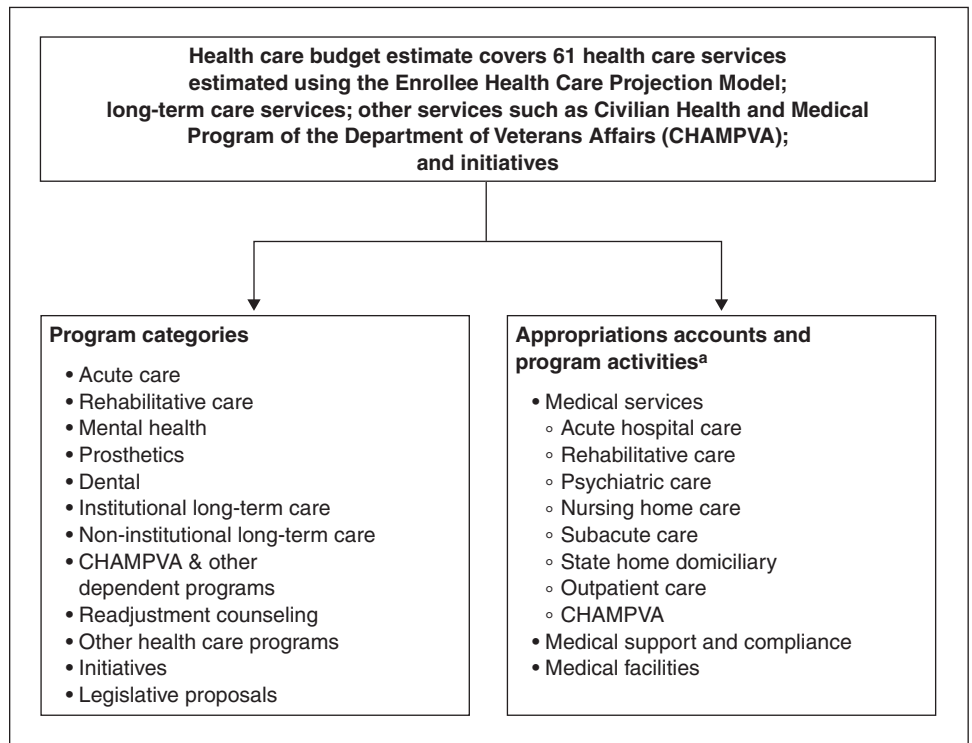 Health care budget estimate covers 61 health care services
estimated using the Enrollee Health Care Projection Model;
long-term care services; other services such as Civilian Health and Medical
Program of the Department of Veterans Affairs (CHAMPVA);
and initiatives
Program categories
• Acute care
• Rehabilitative care
• Mental health
• Prosthetics
• Dental
• Institutional long-term care
• Non-institutional long-term care
• CHAMPVA & other
dependent programs
• Readjustment counseling
• Other health care programs
• Initiatives
• Legislative proposals
Appropriations accounts and
program activitiesᵃ
• Medical services
◦ Acute hospital care
◦ Rehabilitative care
◦ Psychiatric care
◦ Nursing home care
◦ Subacute care
◦ State home domiciliary
◦ Outpatient care
◦ CHAMPVA
• Medical support and compliance
• Medical facilities